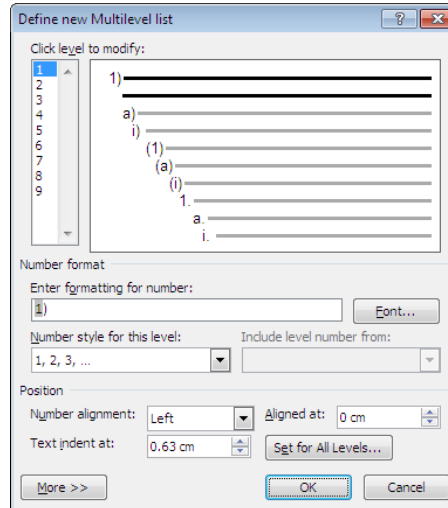 Define new Multilevel list
Click level to modify:
1
2
3
4
5
6
7
8
9
1)
a)
i)
(1)
(a)
(i)
1.
a.
i.
Number format
Enter formatting for number:
1)
Font...
Number style for this level:
Include level number from:
1, 2, 3, ...
Position
Number alignment:
Left
Aligned at:
0 cm
Text indent at:
0.63 cm
Set for All Levels...
More >>
OK
Cancel